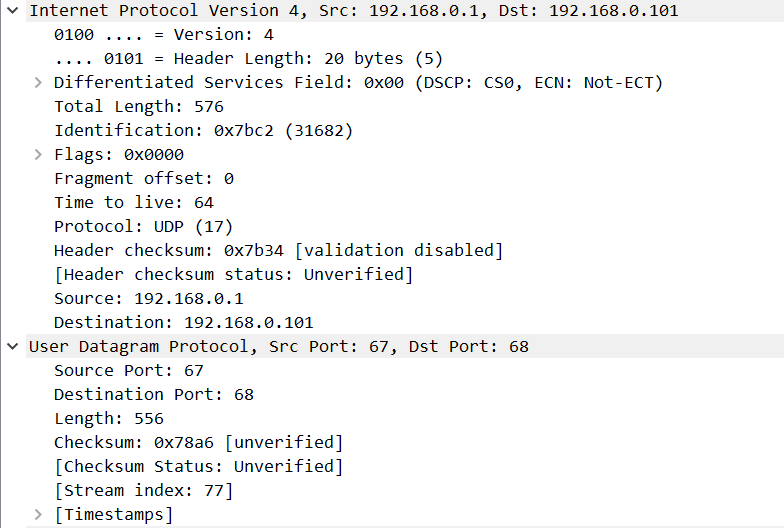 Internet Protocol Version 4, Src: 192.168.0.1, Dst: 192.168.0.101
0100 .... = Version: 4
.... 0101 = Header Length: 20 bytes (5)
Differentiated Services Field: 0x00 (DSCP: CS0, ECN: Not-ECT)
Total Length: 576
Identification: 0x7bc2 (31682)
Flags: 0x0000
Fragment offset: 0
Time to live: 64
Protocol: UDP (17)
Header checksum: 0x7b34 [validation disabled]
[Header checksum status: Unverified]
Source: 192.168.0.1
Destination: 192.168.0.101
User Datagram Protocol, Src Port: 67, Dst Port: 68
Source Port: 67
Destination Port: 68
Length: 556
Checksum: 0x78a6 [unverified]
[Checksum Status: Unverified]
[Stream index: 77]
[Timestamps]